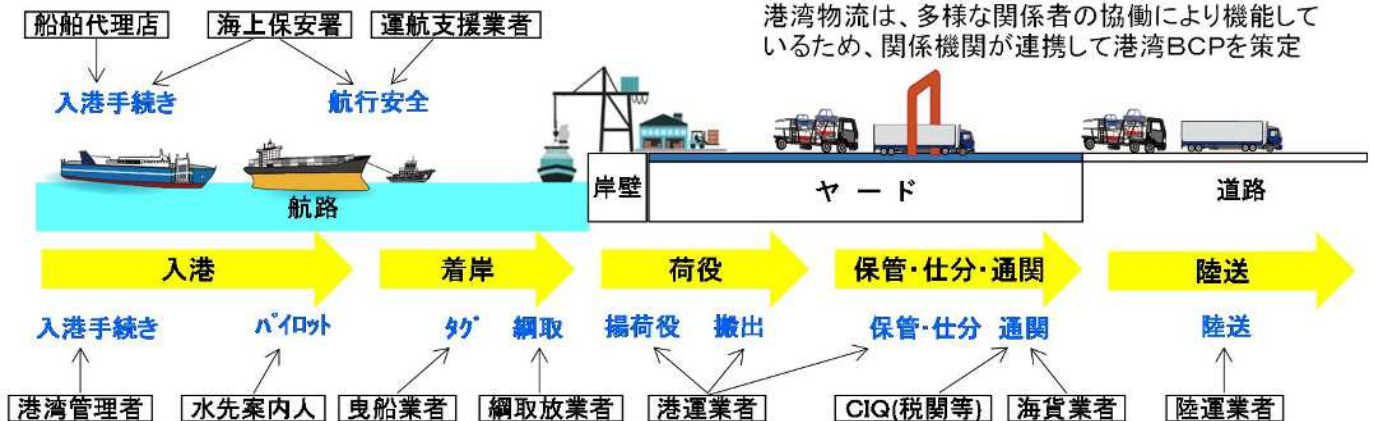 港湾物流は、多様な関係者の協働により機能して
いるため、関係機関が連携して港湾BCPを策定
船舶代理店 海上保安署 運航支援業者
入港手続き 航行安全
航路 岸壁 ヤード 道路
入港 着岸 荷役 保管・仕分・通関 陸送
入港手続き パイロット タグ 綱取 揚荷役 搬出 保管・仕分 通関 陸送
港湾管理者 水先案内人 曳船業者 綱取放業者 港運業者 CIQ(税関等) 海貨業者 陸運業者